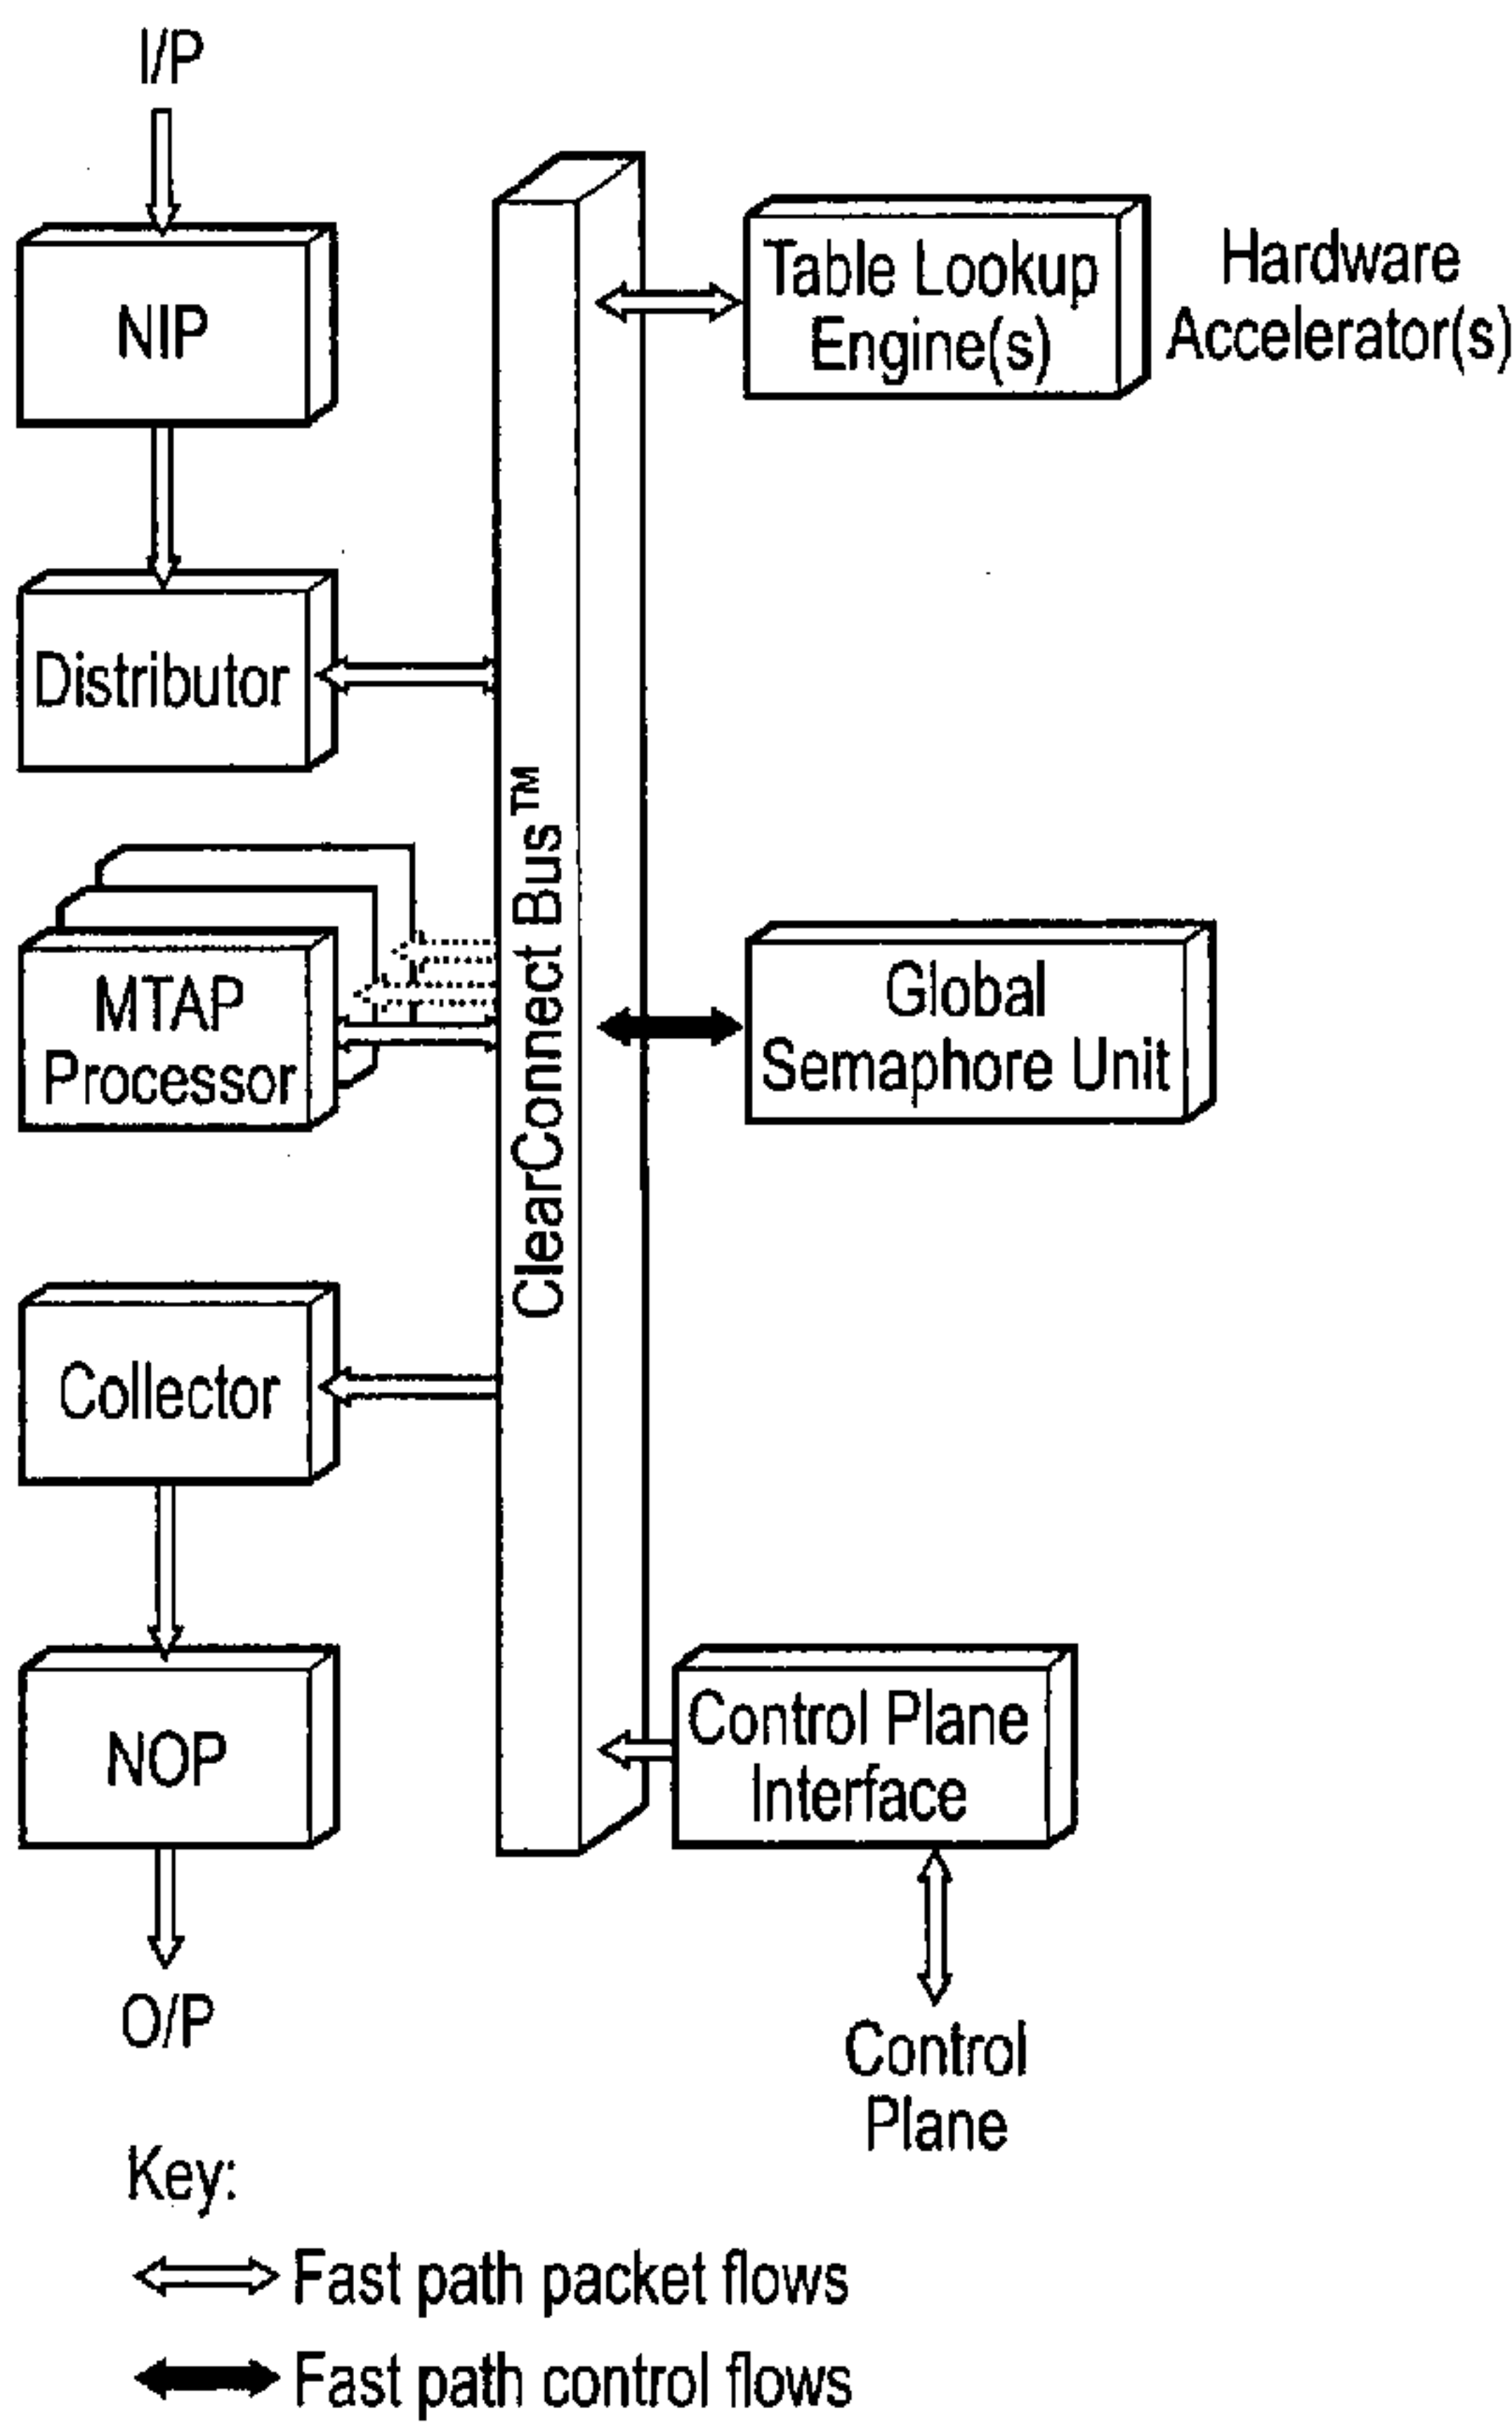 I/P
NIP
Table Lookup
Engine(s)
Hardware
Accelerator(s)
Distributor
ClearConnect Bus™
MTAP
Processor
Global
Semaphore Unit
Collector
NOP
Control Plane
Interface
O/P
Control
Plane
Key:
Fast path packet flows
Fast path control flows